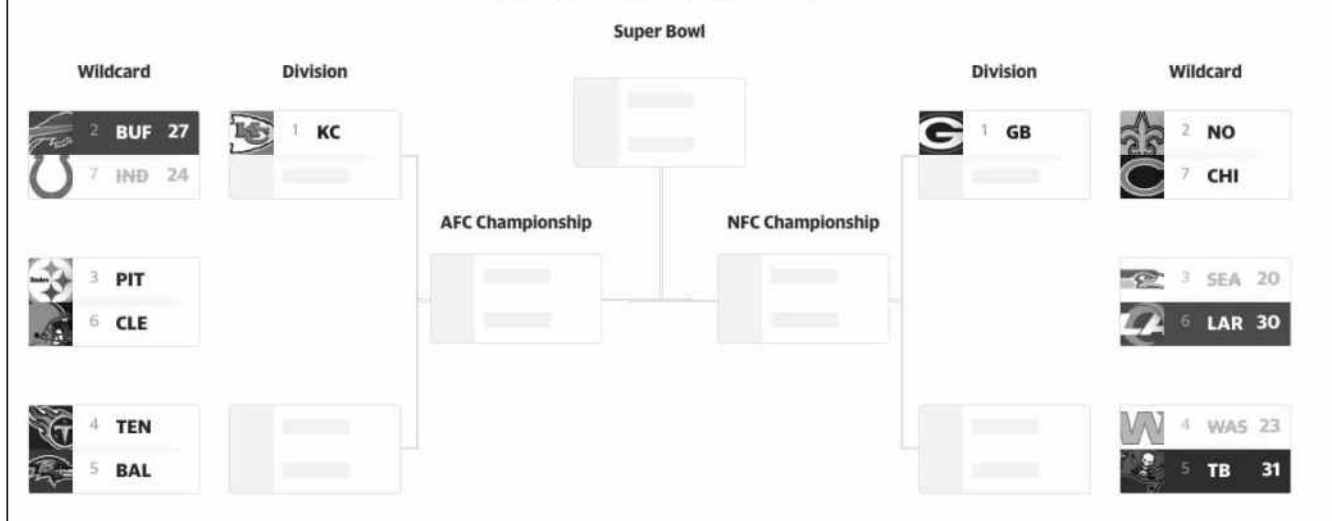 Super Bowl
Wildcard
Division
Division
Wildcard
2 BUF 27
7 IND 24
1 KC
1 GB
2 NO
7 CHI
AFC Championship
NFC Championship
3 PIT
6 CLE
3 SEA 20
6 LAR 30
4 TEN
5 BAL
4 WAS 23
5 TB 31